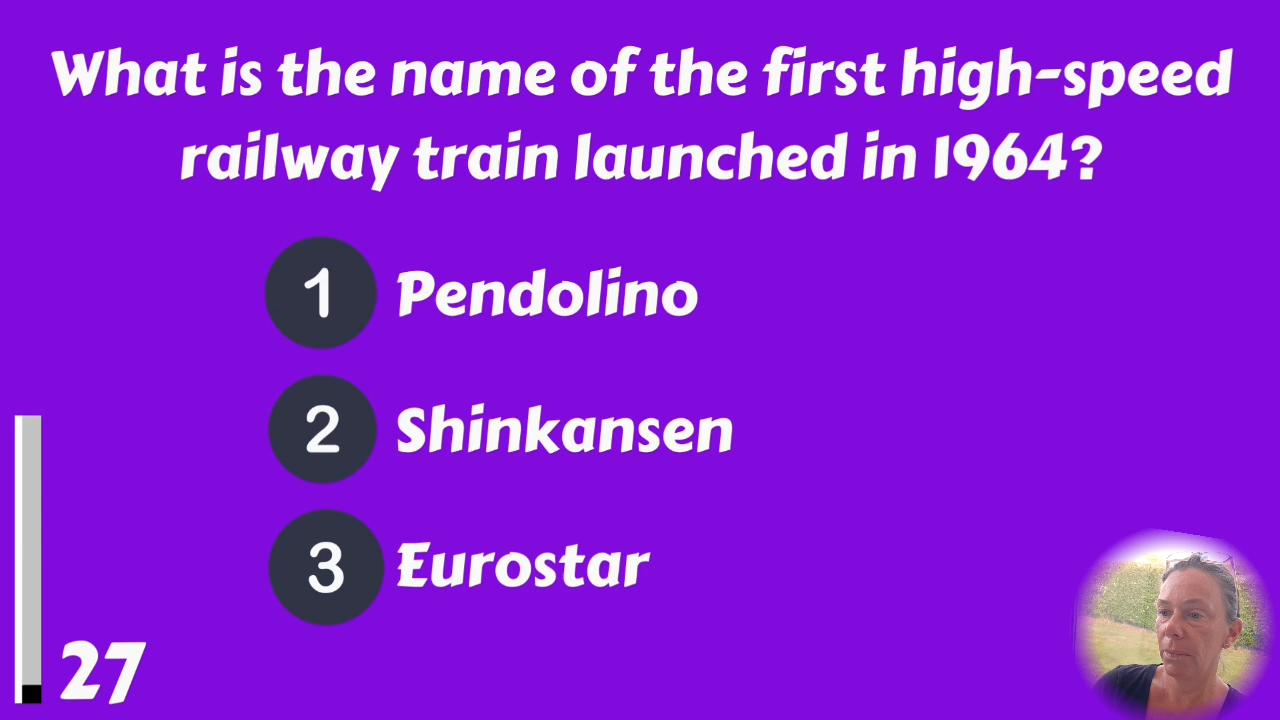 What is the name of the first high-speed
railway train launched in 1964?
1 Pendolino
2 Shinkansen
3 Eurostar
27